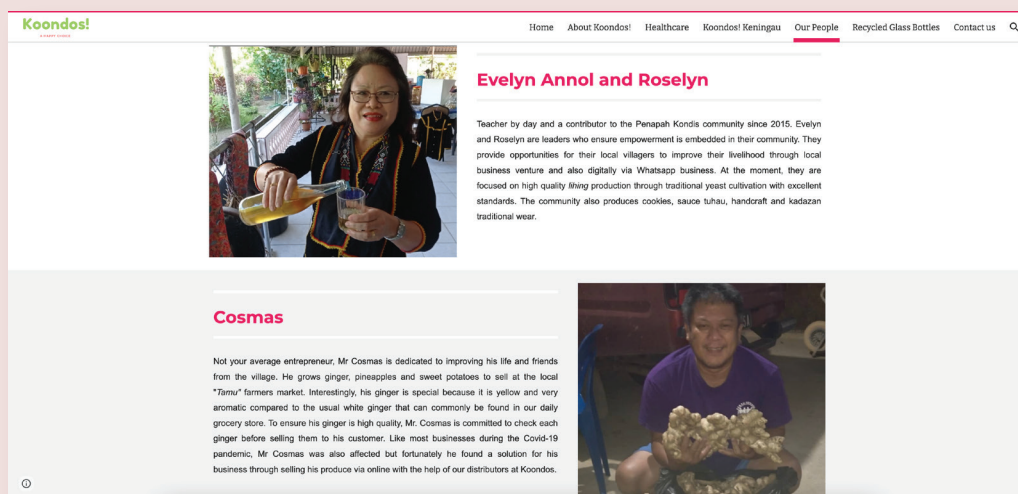 Koondos!
A HAPPY CHOICE
Home About Koondos! Healthcare Koondos! Keningau Our People Recycled Glass Bottles Contact us
Evelyn Annol and Roselyn
Teacher by day and a contributor to the Penapah Kondis community since 2015. Evelyn
and Roselyn are leaders who ensure empowerment is embedded in their community. They
provide opportunities for their local villagers to improve their livelihood through local
business venture and also digitally via Whatsapp business. At the moment, they are
focused on high quality lihing production through traditional yeast cultivation with excellent
standards. The community also produces cookies, sauce tuhau, handcraft and kadazan
traditional wear.
Cosmas
Not your average entrepreneur, Mr Cosmas is dedicated to improving his life and friends
from the village. He grows ginger, pineapples and sweet potatoes to sell at the local
"Tamu" farmers market. Interestingly, his ginger is special because it is yellow and very
aromatic compared to the usual white ginger that can commonly be found in our daily
grocery store. To ensure his ginger is high quality, Mr. Cosmas is committed to check each
ginger before selling them to his customer. Like most businesses during the Covid-19
pandemic, Mr Cosmas was also affected but fortunately he found a solution for his
business through selling his produce via online with the help of our distributors at Koondos.